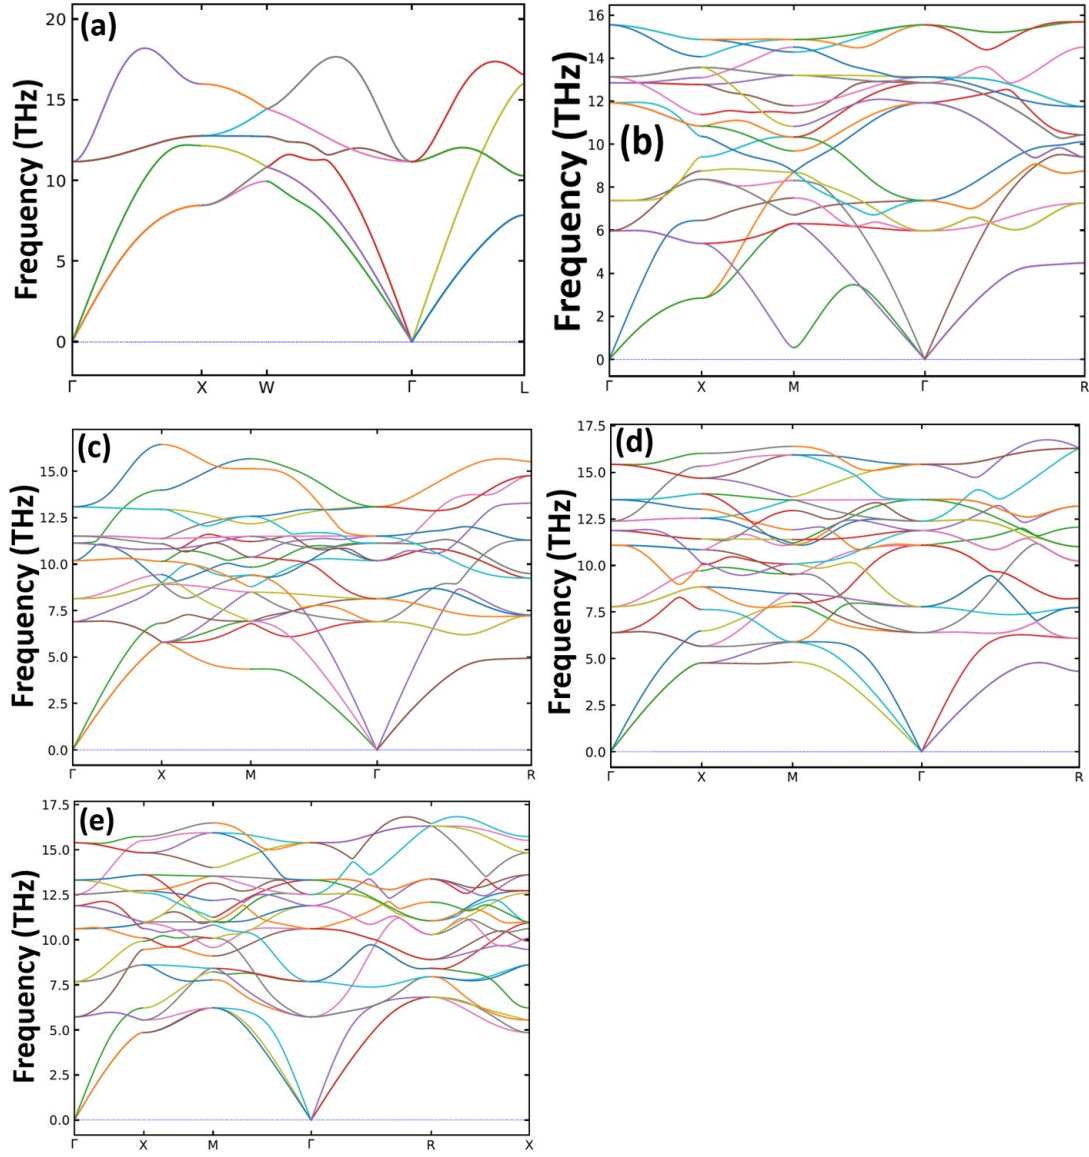 (a)
Frequency (THz)
20
15
10
5
0
Γ X W Γ L
(b)
Frequency (THz)
16
14
12
10
8
6
4
2
0
Γ X M Γ R
(c)
Frequency (THz)
15.0
12.5
10.0
7.5
5.0
2.5
0.0
Γ X M Γ R
(d)
Frequency (THz)
17.5
15.0
12.5
10.0
7.5
5.0
2.5
0.0
Γ X M Γ R
(e)
Frequency (THz)
17.5
15.0
12.5
10.0
7.5
5.0
2.5
0.0
Γ X M Γ R X